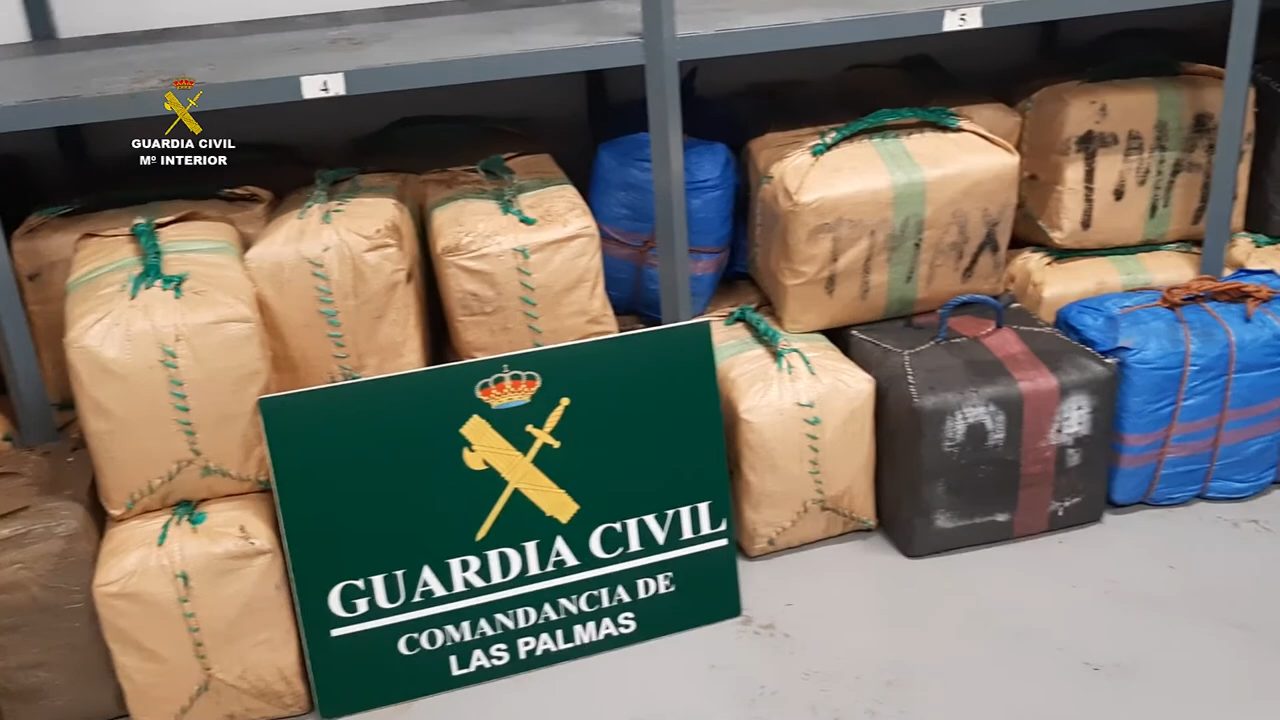 5
4
GUARDIA CIVIL
Mº INTERIOR
GUARDIA CIVIL
COMANDANCIA DE
LAS PALMAS